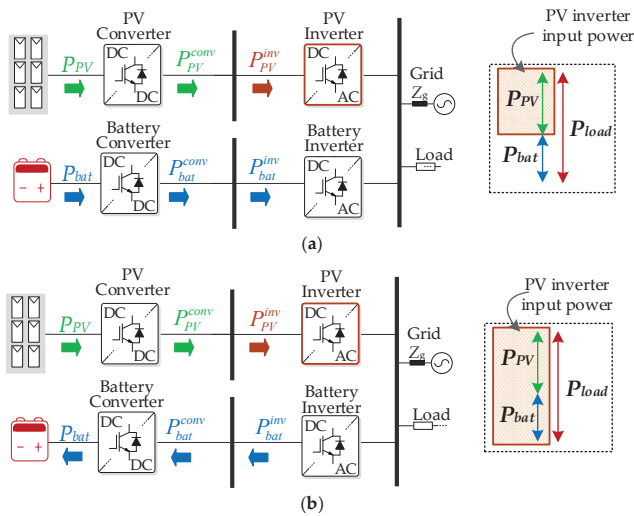 PV
Converter
PV
Inverter
PV inverter
input power
P_PV
DC
DC
P_PV^conv
P_PV^inv
DC
AC
Grid
Z_g
P_PV
P_load
P_bat
Battery
Converter
Battery
Inverter
Load
− +
P_bat
DC
DC
P_bat^conv
P_bat^inv
DC
AC
(a)
PV
Converter
PV
Inverter
PV inverter
input power
P_PV
DC
DC
P_PV^conv
P_PV^inv
DC
AC
Grid
Z_g
P_PV
P_load
P_bat
Battery
Converter
Battery
Inverter
Load
− +
P_bat
DC
DC
P_bat^conv
P_bat^inv
DC
AC
(b)